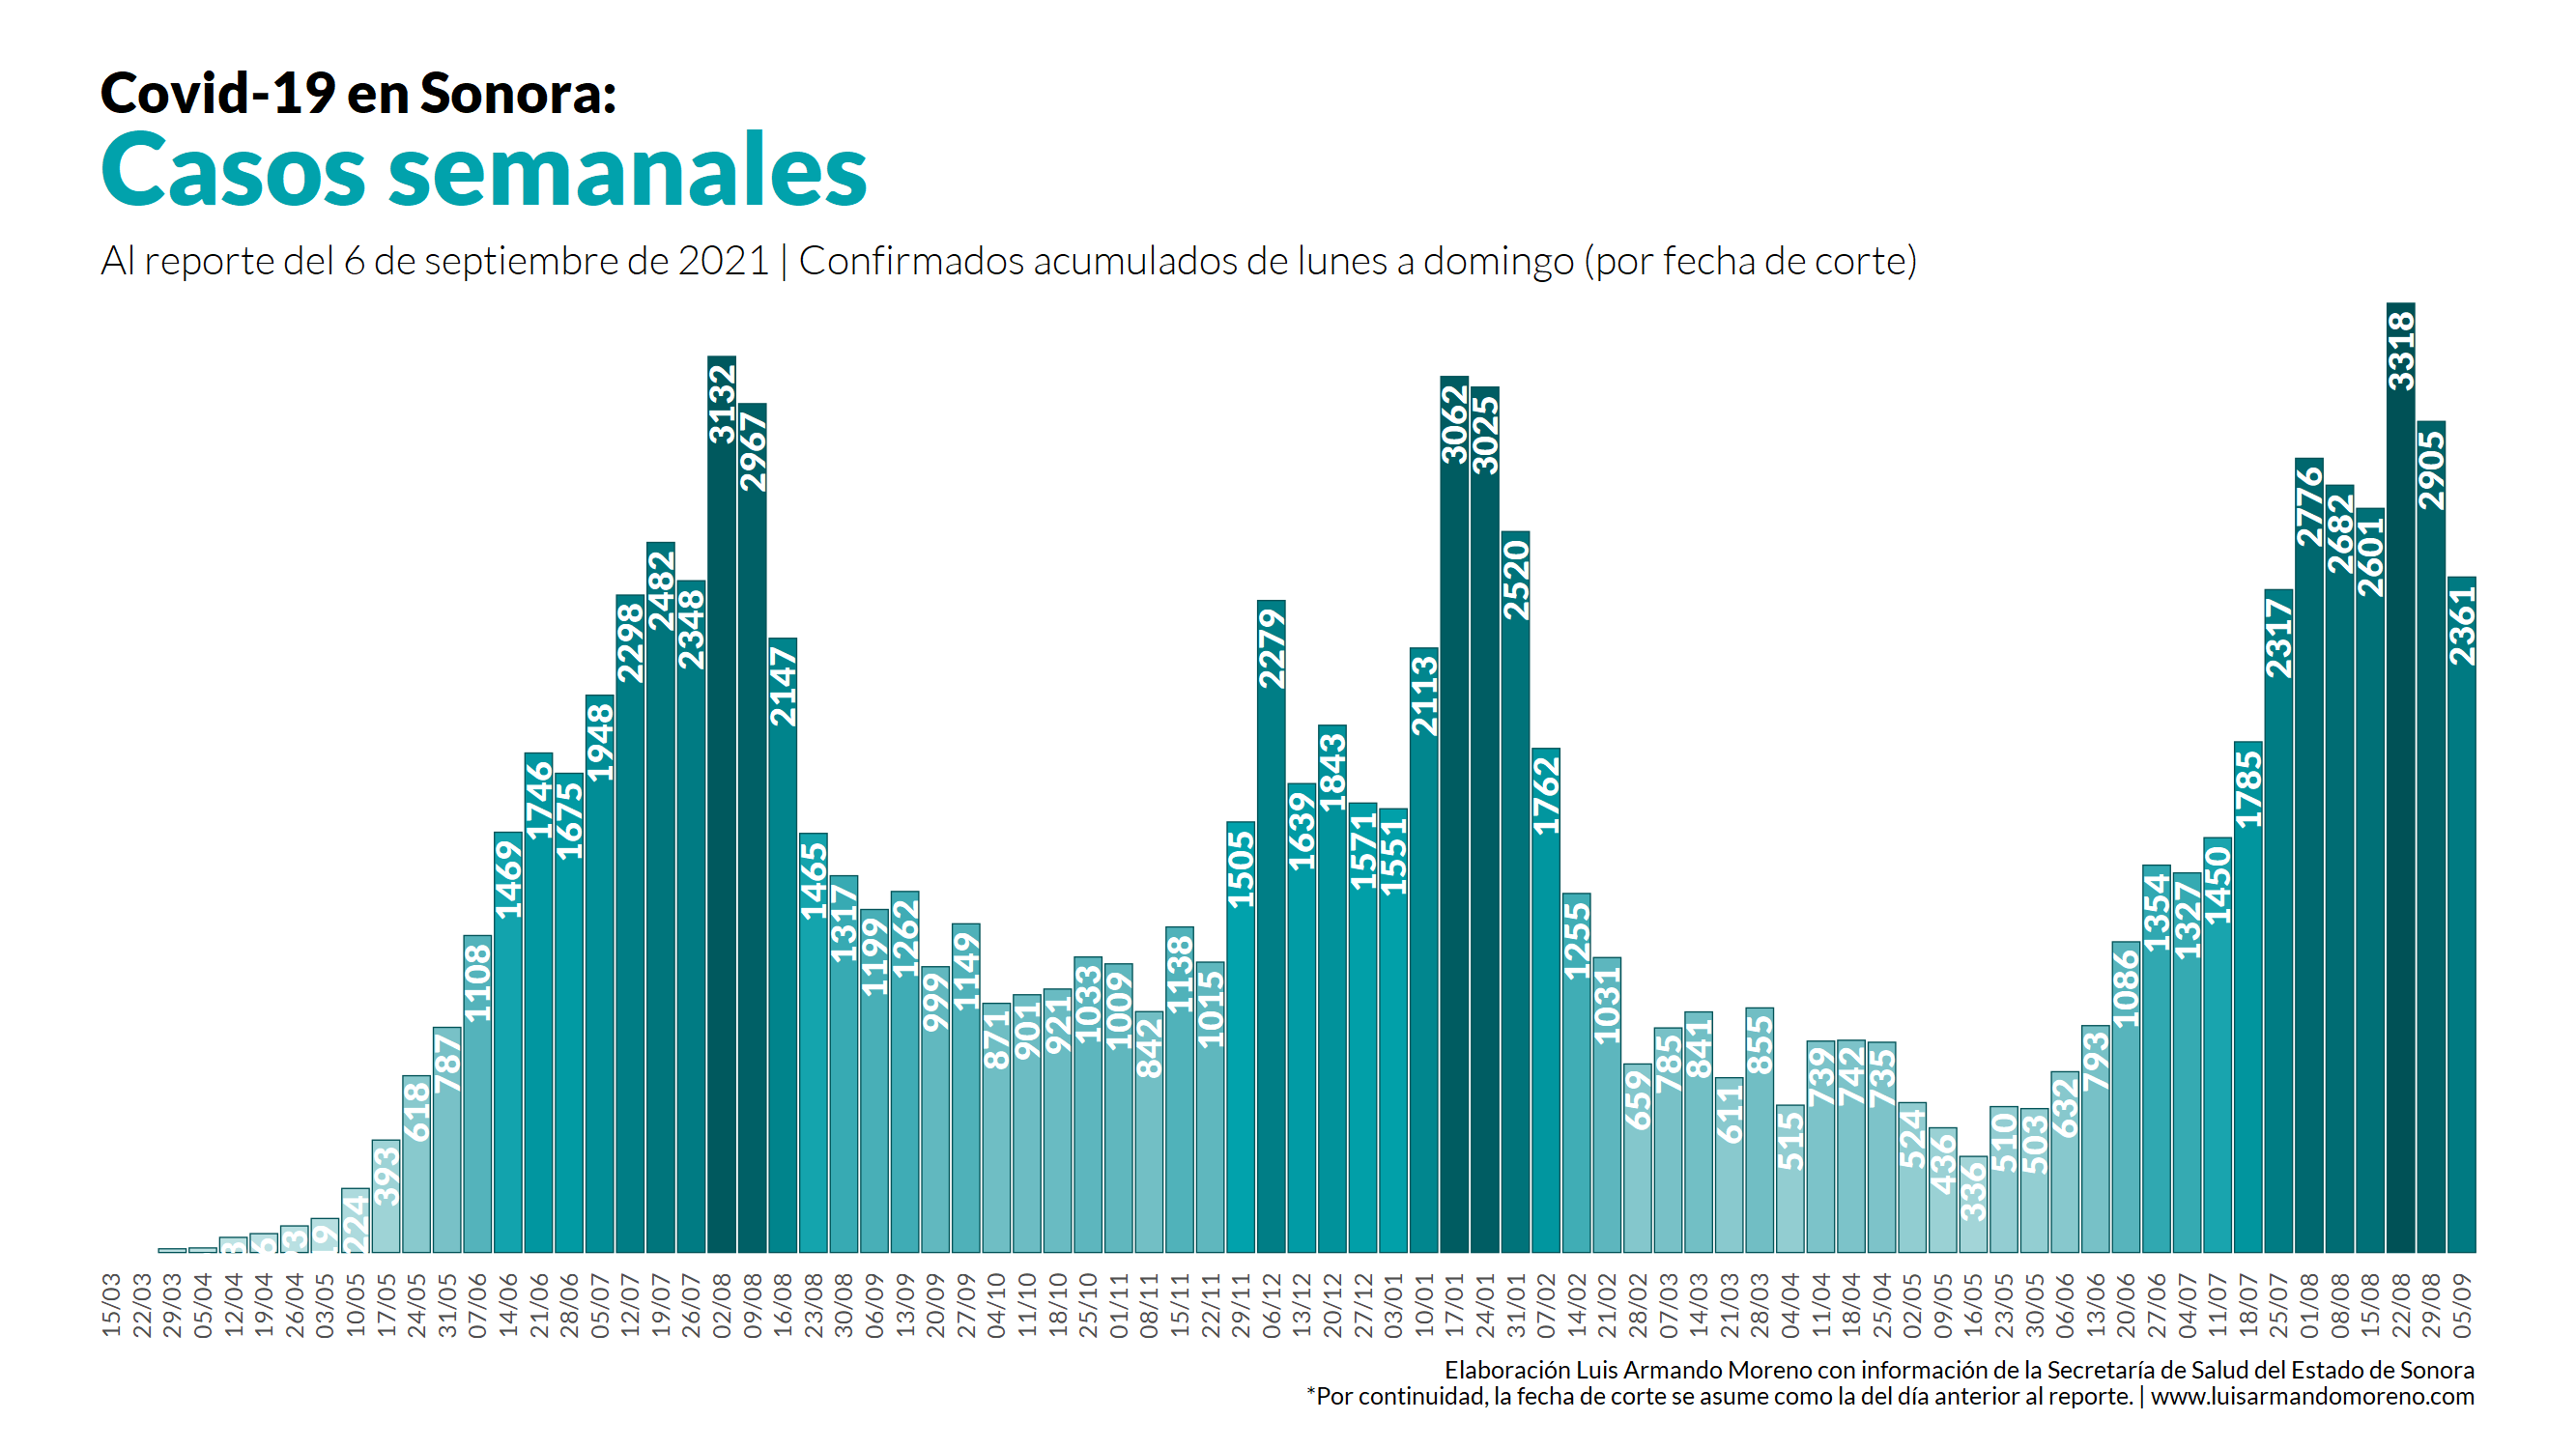 Covid-19 en Sonora:
Casos semanales
Al reporte del 6 de septiembre de 2021 | Confirmados acumulados de lunes a domingo (por fecha de corte)
224 393 618 787 1108 1469 1746 1675 1948 2298 2482 2348 3132 2967 2147 1465 1317 1199 1262 999 1149 871 901 921 1033 1009 842 1138 1015 1505 2279 1639 1843 1571 1551 2113 3062 3025 2520 1762 1255 1031 659 785 841 611 855 515 739 742 735 524 436 336 510 503 632 793 1086 1354 1327 1450 1785 2317 2776 2682 2601 3318 2905 2361
15/03 22/03 29/03 05/04 12/04 19/04 26/04 03/05 10/05 17/05 24/05 31/05 07/06 14/06 21/06 28/06 05/07 12/07 19/07 26/07 02/08 09/08 16/08 23/08 30/08 06/09 13/09 20/09 27/09 04/10 11/10 18/10 25/10 01/11 08/11 15/11 22/11 29/11 06/12 13/12 20/12 27/12 03/01 10/01 17/01 24/01 31/01 07/02 14/02 21/02 28/02 07/03 14/03 21/03 28/03 04/04 11/04 18/04 25/04 02/05 09/05 16/05 23/05 30/05 06/06 13/06 20/06 27/06 04/07 11/07 18/07 25/07 01/08 08/08 15/08 22/08 29/08 05/09
Elaboración Luis Armando Moreno con información de la Secretaría de Salud del Estado de Sonora
*Por continuidad, la fecha de corte se asume como la del día anterior al reporte. | www.luisarmandomoreno.com